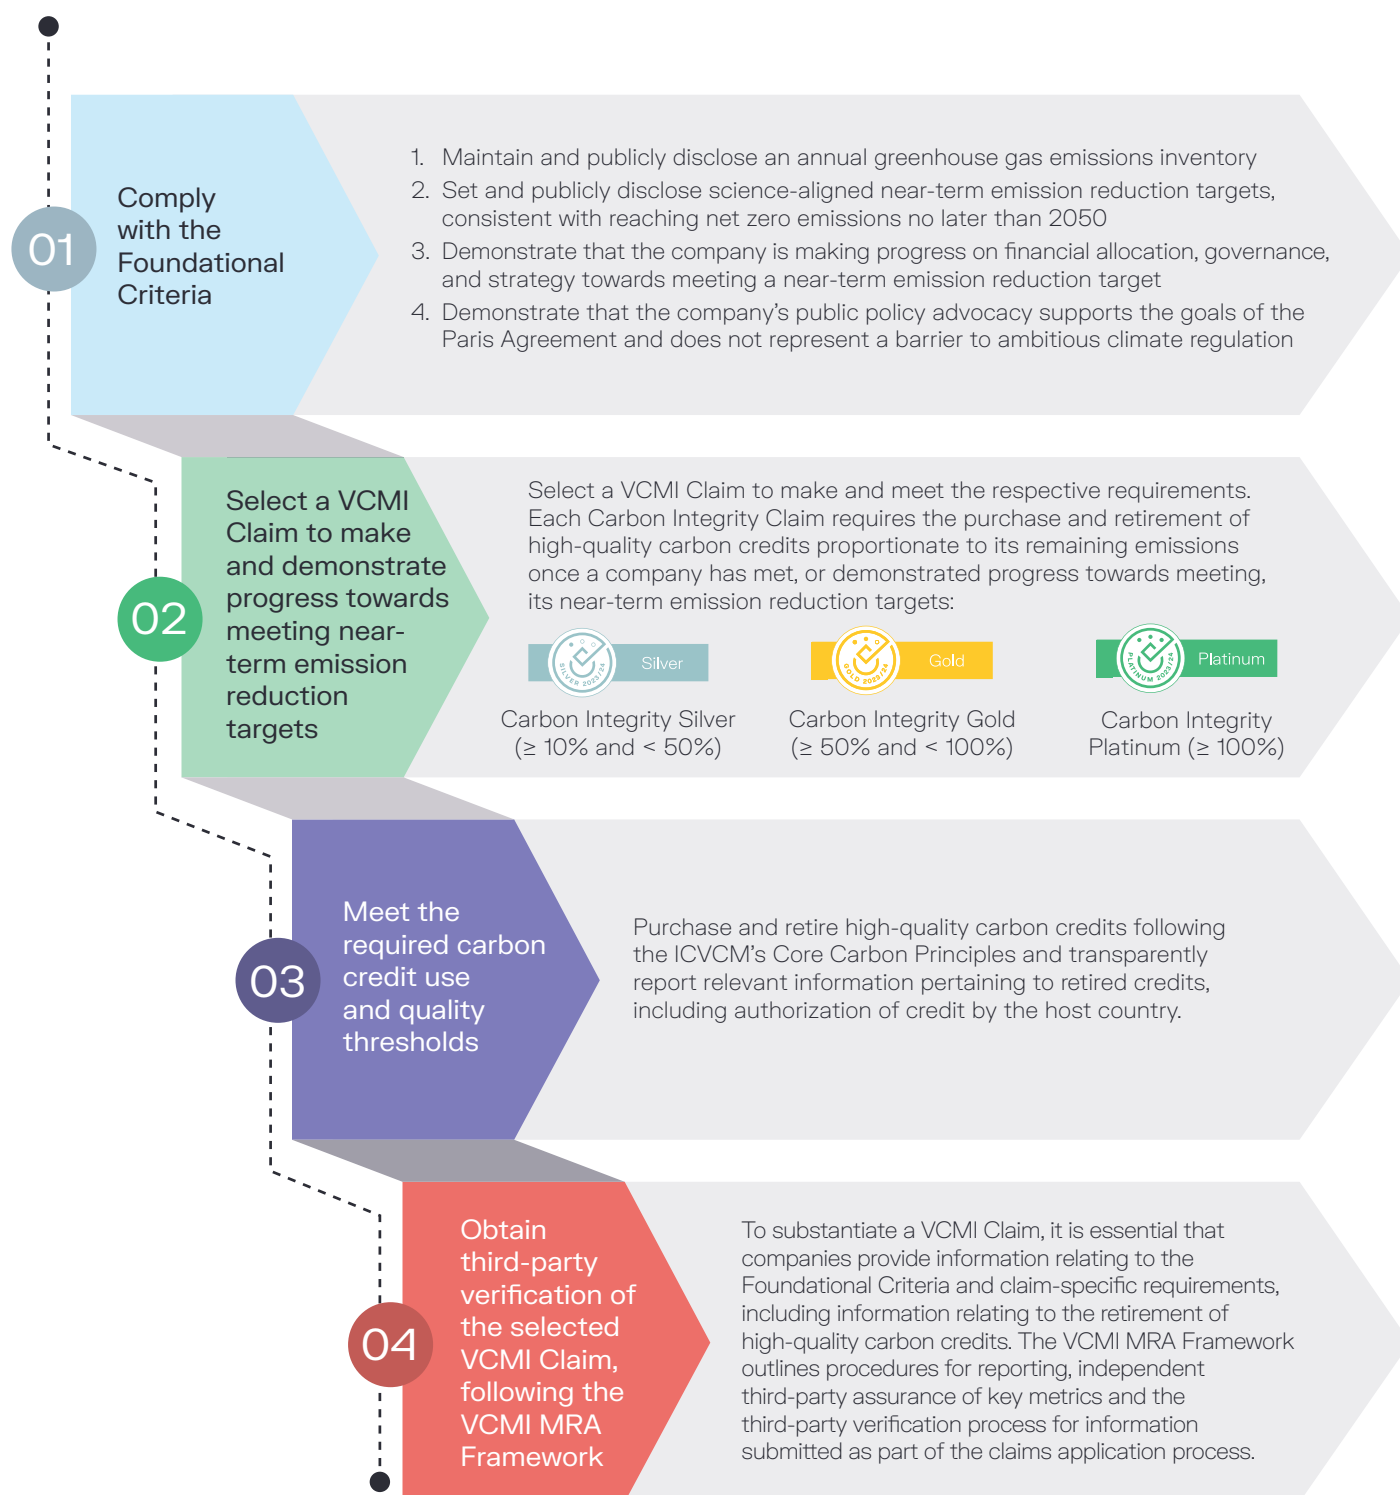 01
Comply
with the
Foundational
Criteria
1. Maintain and publicly disclose an annual greenhouse gas emissions inventory
2. Set and publicly disclose science-aligned near-term emission reduction targets,
consistent with reaching net zero emissions no later than 2050
3. Demonstrate that the company is making progress on financial allocation, governance,
and strategy towards meeting a near-term emission reduction target
4. Demonstrate that the company's public policy advocacy supports the goals of the
Paris Agreement and does not represent a barrier to ambitious climate regulation
02
Select a VCMI
Claim to make
and demonstrate
progress towards
meeting near-
term emission
reduction
targets
Select a VCMI Claim to make and meet the respective requirements.
Each Carbon Integrity Claim requires the purchase and retirement of
high-quality carbon credits proportionate to its remaining emissions
once a company has met, or demonstrated progress towards meeting,
its near-term emission reduction targets:
SILVER 2023/24
Silver
Carbon Integrity Silver
(≥ 10% and < 50%)
GOLD 2023/24
Gold
Carbon Integrity Gold
(≥ 50% and < 100%)
PLATINUM 2023/24
Platinum
Carbon Integrity
Platinum (≥ 100%)
03
Meet the
required carbon
credit use
and quality
thresholds
Purchase and retire high-quality carbon credits following
the ICVCM's Core Carbon Principles and transparently
report relevant information pertaining to retired credits,
including authorization of credit by the host country.
04
Obtain
third-party
verification of
the selected
VCMI Claim,
following the
VCMI MRA
Framework
To substantiate a VCMI Claim, it is essential that
companies provide information relating to the
Foundational Criteria and claim-specific requirements,
including information relating to the retirement of
high-quality carbon credits. The VCMI MRA Framework
outlines procedures for reporting, independent
third-party assurance of key metrics and the
third-party verification process for information
submitted as part of the claims application process.